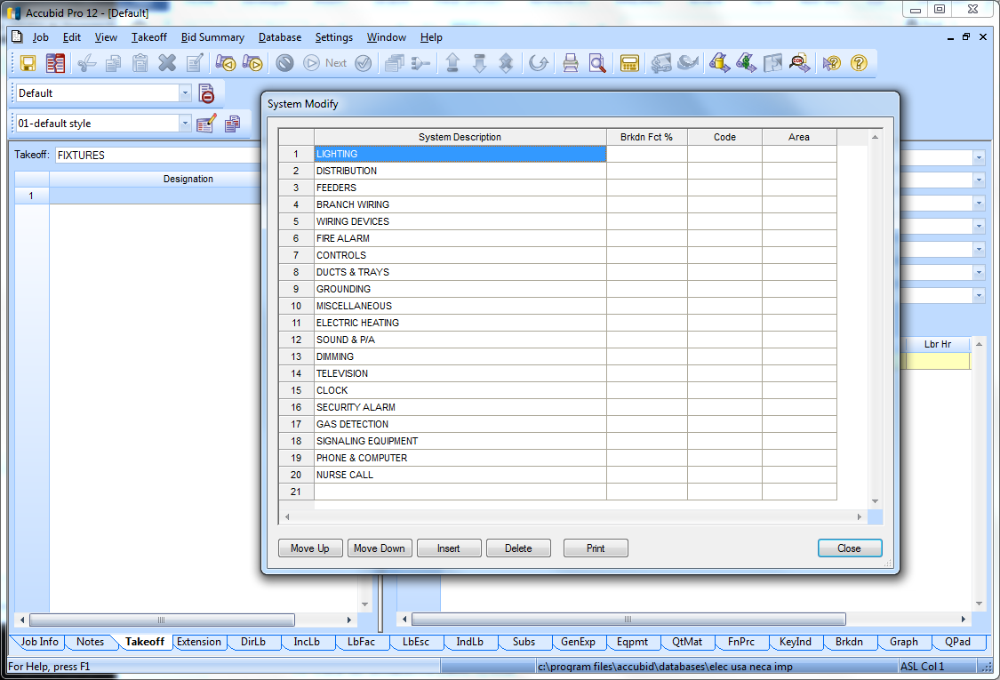 Accubid Pro 12 - [Default]
Job Edit View Takeoff Bid Summary Database Settings Window Help
Next
Default
01-default style
Takeoff: FIXTURES
Designation
1
System Modify
System Description Brkdn Fct % Code Area
1 LIGHTING
2 DISTRIBUTION
3 FEEDERS
4 BRANCH WIRING
5 WIRING DEVICES
6 FIRE ALARM
7 CONTROLS
8 DUCTS & TRAYS
9 GROUNDING
10 MISCELLANEOUS
11 ELECTRIC HEATING
12 SOUND & P/A
13 DIMMING
14 TELEVISION
15 CLOCK
16 SECURITY ALARM
17 GAS DETECTION
18 SIGNALING EQUIPMENT
19 PHONE & COMPUTER
20 NURSE CALL
21
Move Up Move Down Insert Delete Print Close
Lbr Hr
Job Info Notes Takeoff Extension DirLb IncLb LbFac LbEsc IndLb Subs GenExp Eqpmt QtMat FnPrc KeyInd Brkdn Graph QPad
For Help, press F1 c:\program files\accubid\databases\elec usa neca imp ASL Col 1